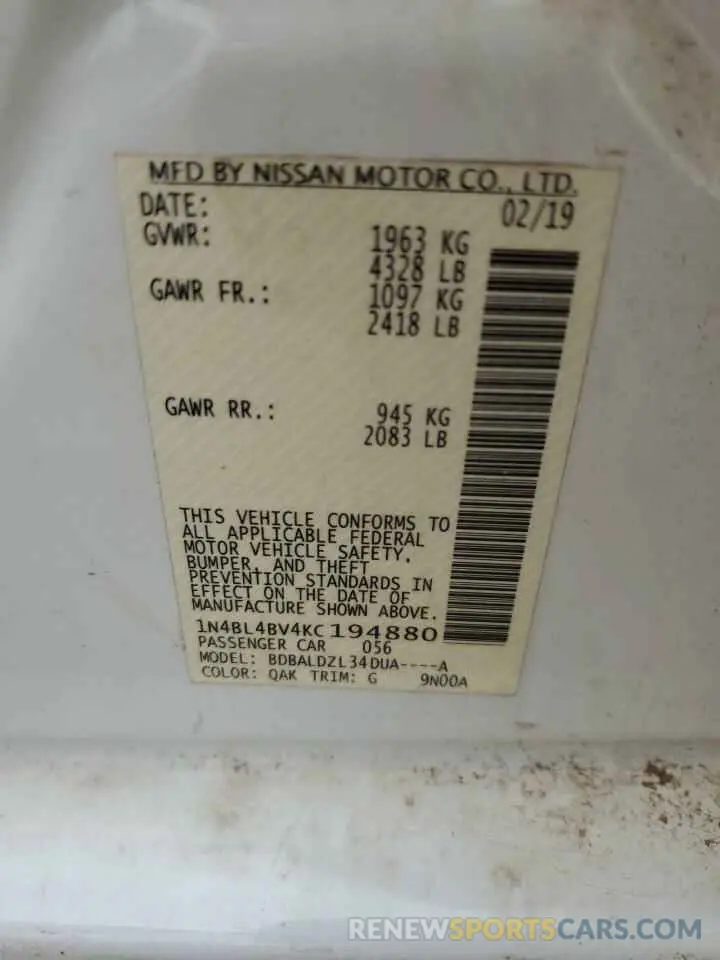 MFD BY NISSAN MOTOR CO., LTD.
DATE: 02/19
GVWR: 1963 KG
4328 LB
GAWR FR.: 1097 KG
2418 LB
GAWR RR.: 945 KG
2083 LB
THIS VEHICLE CONFORMS TO
ALL APPLICABLE FEDERAL
MOTOR VEHICLE SAFETY,
BUMPER, AND THEFT
PREVENTION STANDARDS IN
EFFECT ON THE DATE OF
MANUFACTURE SHOWN ABOVE.
1N4BL4BV4KC194880
PASSENGER CAR 056
MODEL: BDBALDZL34DUA----A
COLOR: QAK TRIM: G 9N00A
RENEWSPORTSCARS.COM